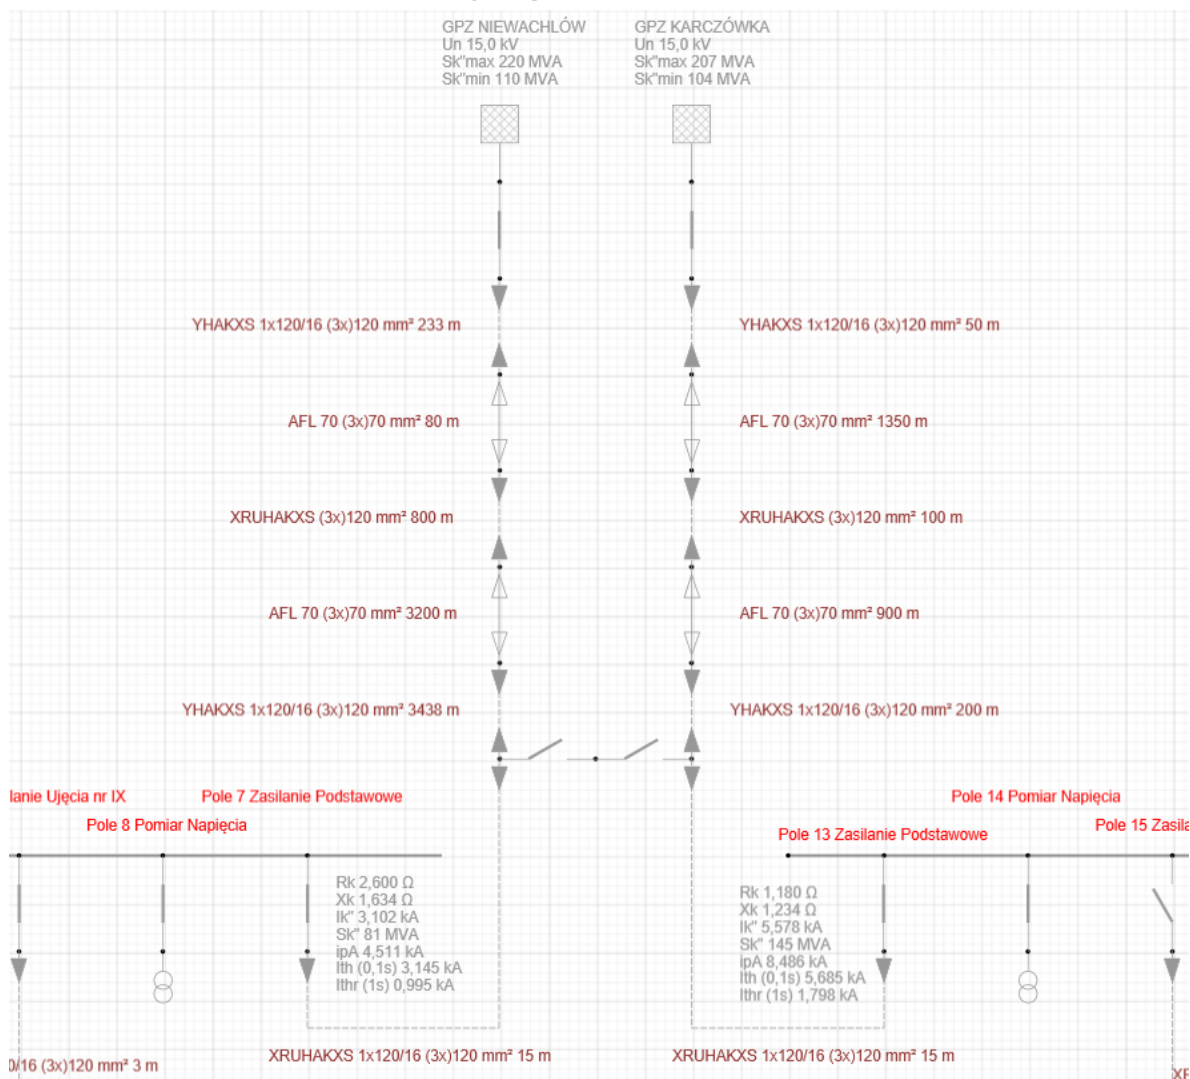 GPZ NIEWACHLÓW
Un 15,0 kV
Sk"max 220 MVA
Sk"min 110 MVA
GPZ KARCZÓWKA
Un 15,0 kV
Sk"max 207 MVA
Sk"min 104 MVA
YHAKXS 1x120/16 (3x)120 mm² 233 m
YHAKXS 1x120/16 (3x)120 mm² 50 m
AFL 70 (3x)70 mm² 80 m
AFL 70 (3x)70 mm² 1350 m
XRUHAKXS (3x)120 mm² 800 m
XRUHAKXS (3x)120 mm² 100 m
AFL 70 (3x)70 mm² 3200 m
AFL 70 (3x)70 mm² 900 m
YHAKXS 1x120/16 (3x)120 mm² 3438 m
YHAKXS 1x120/16 (3x)120 mm² 200 m
lanie Ujęcia nr IX
Pole 7 Zasilanie Podstawowe
Pole 14 Pomiar Napięcia
Pole 8 Pomiar Napięcia
Pole 13 Zasilanie Podstawowe
Pole 15 Zasila
Rk 2,600 Ω
Xk 1,634 Ω
Ik" 3,102 kA
Sk" 81 MVA
ipA 4,511 kA
Ith (0,1s) 3,145 kA
Ithr (1s) 0,995 kA
Rk 1,180 Ω
Xk 1,234 Ω
Ik" 5,578 kA
Sk" 145 MVA
ipA 8,486 kA
Ith (0,1s) 5,685 kA
Ithr (1s) 1,798 kA
0/16 (3x)120 mm² 3 m
XRUHAKXS 1x120/16 (3x)120 mm² 15 m
XRUHAKXS 1x120/16 (3x)120 mm² 15 m